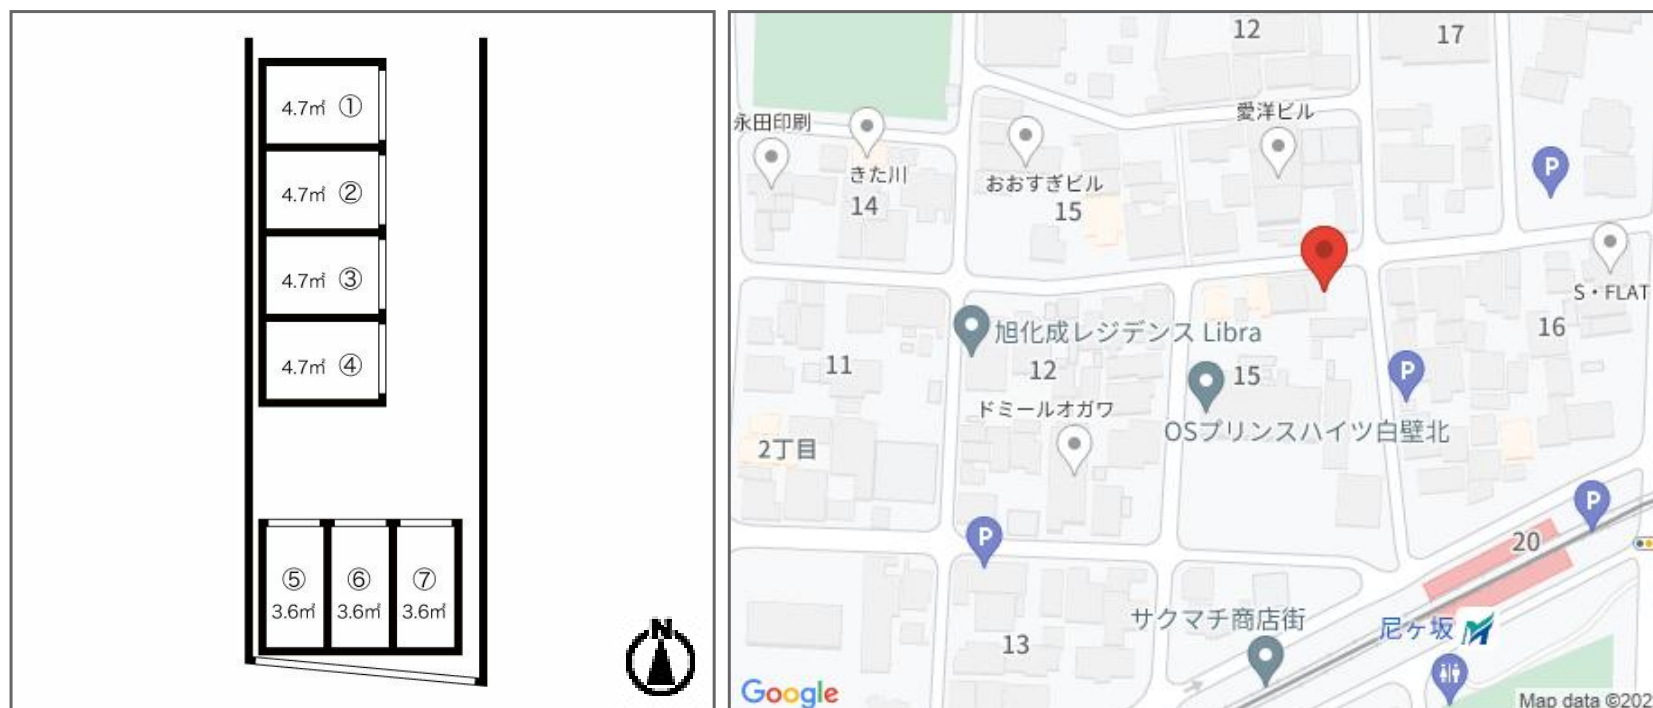 4.7㎡ ①
4.7㎡ ②
4.7㎡ ③
4.7㎡ ④
⑤ ⑥ ⑦
3.6㎡ 3.6㎡ 3.6㎡
N
12
17
愛洋ビル
永田印刷
P
きた川
おおすぎビル
14
15
S・FLAT
旭化成レジデンス Libra
16
11
12
15
P
ドミールオガワ
OSプリンスハイツ白壁北
2丁目
P
P
20
サクマチ商店街
尼ヶ坂
13
Google
Map data ©202